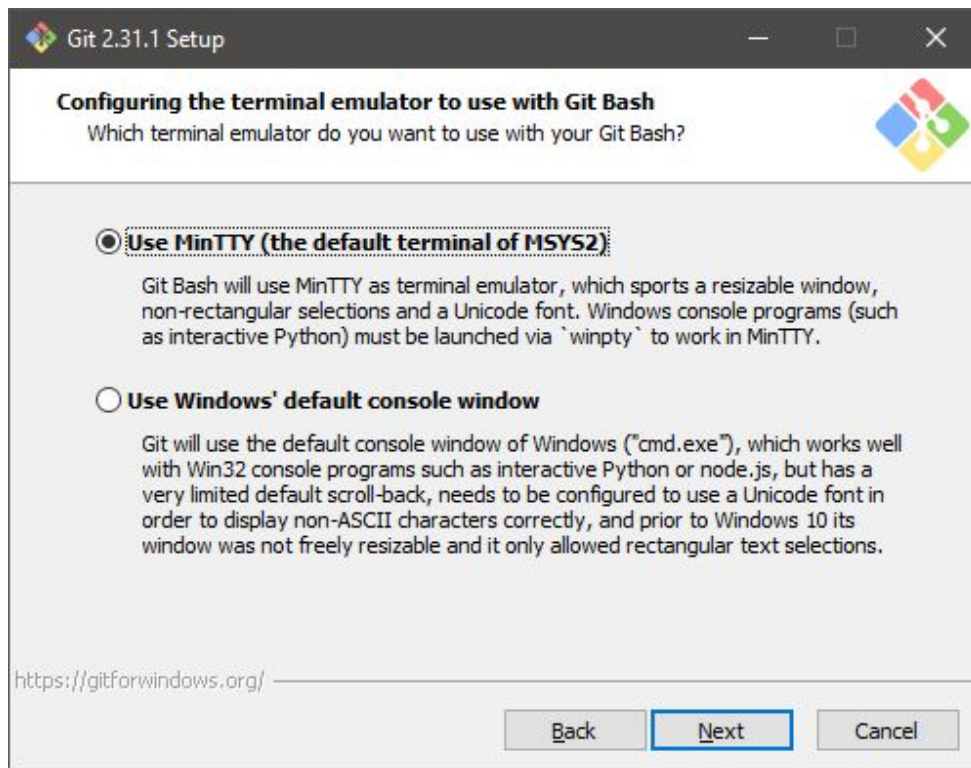 Git 2.31.1 Setup
Configuring the terminal emulator to use with Git Bash
Which terminal emulator do you want to use with your Git Bash?
Use MinTTY (the default terminal of MSYS2)
Git Bash will use MinTTY as terminal emulator, which sports a resizable window,
non-rectangular selections and a Unicode font. Windows console programs (such
as interactive Python) must be launched via `winpty` to work in MinTTY.
Use Windows' default console window
Git will use the default console window of Windows ("cmd.exe"), which works well
with Win32 console programs such as interactive Python or node.js, but has a
very limited default scroll-back, needs to be configured to use a Unicode font in
order to display non-ASCII characters correctly, and prior to Windows 10 its
window was not freely resizable and it only allowed rectangular text selections.
https://gitforwindows.org/
Back Next Cancel